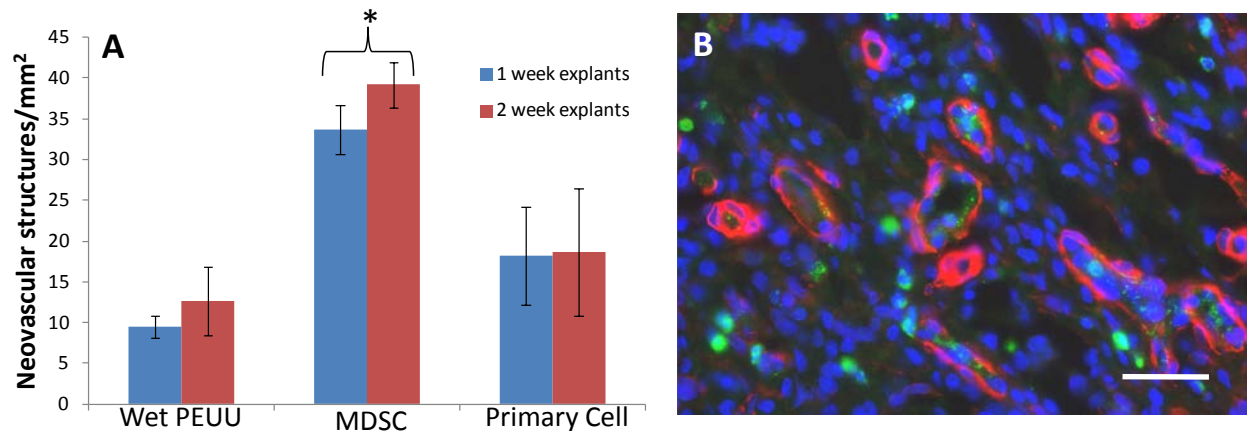 A
*
B
1 week explants
2 week explants
Neovascular structures/mm²
45
40
35
30
25
20
15
10
5
0
Wet PEUU
MDSC
Primary Cell